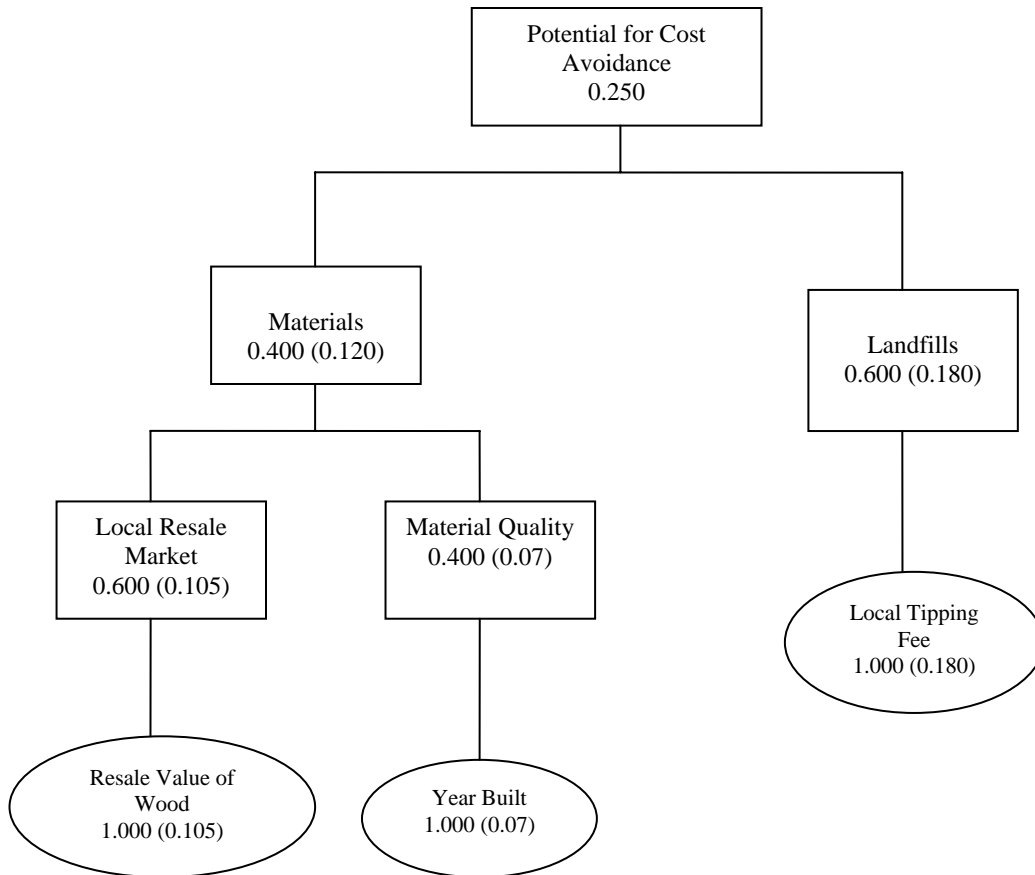 Potential for Cost
Avoidance
0.250
Materials
0.400 (0.120)
Landfills
0.600 (0.180)
Local Resale
Market
0.600 (0.105)
Material Quality
0.400 (0.07)
Local Tipping
Fee
1.000 (0.180)
Resale Value of
Wood
1.000 (0.105)
Year Built
1.000 (0.07)